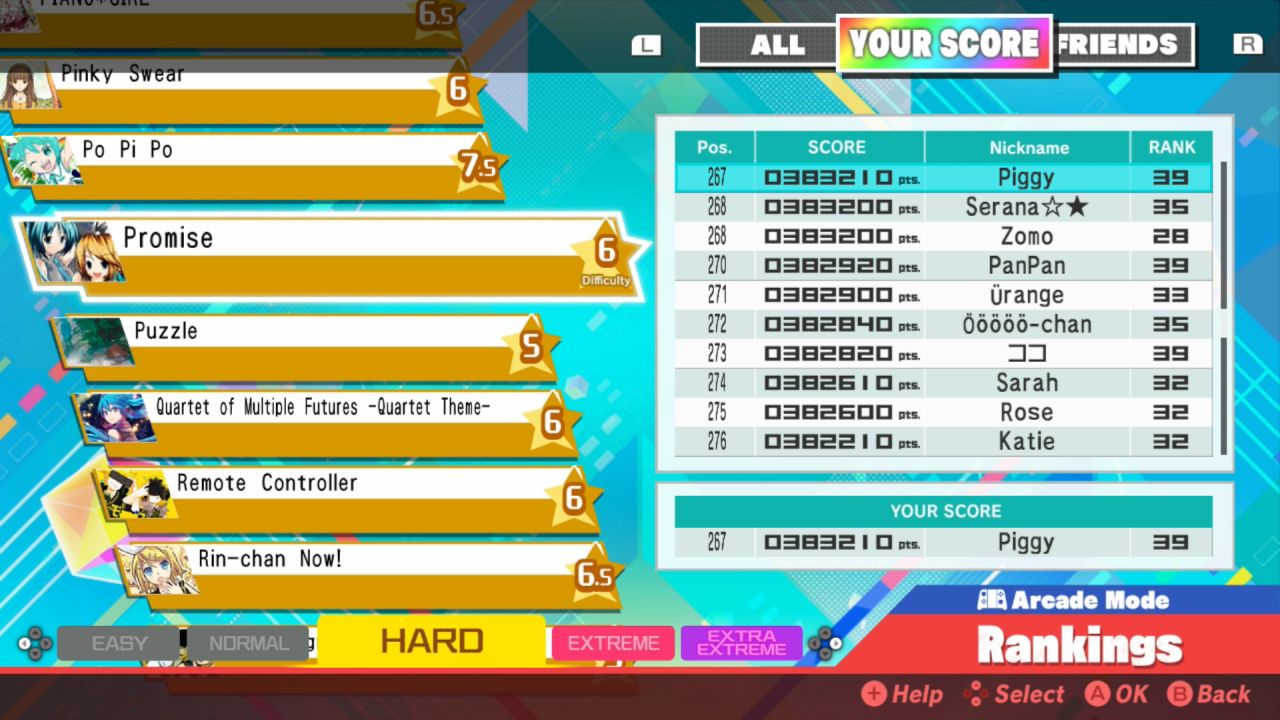 PIANO*GIRL
6.5
Pinky Swear
6
Po Pi Po
7.5
Promise
6
Difficulty
Puzzle
5
Quartet of Multiple Futures -Quartet Theme-
6
Remote Controller
6
Rin-chan Now!
6.5
EASY NORMAL HARD EXTREME EXTRA EXTREME
L ALL YOUR SCORE FRIENDS R
Pos. SCORE Nickname RANK
267 0383210 pts. Piggy 39
268 0383200 pts. Serana☆★ 35
268 0383200 pts. Zomo 28
270 0382920 pts. PanPan 39
271 0382900 pts. Ürange 33
272 0382840 pts. Öööööö-chan 35
273 0382820 pts. ココ 39
274 0382610 pts. Sarah 32
275 0382600 pts. Rose 32
276 0382210 pts. Katie 32
YOUR SCORE
267 0383210 pts. Piggy 39
Arcade Mode
Rankings
+ Help Select A OK B Back